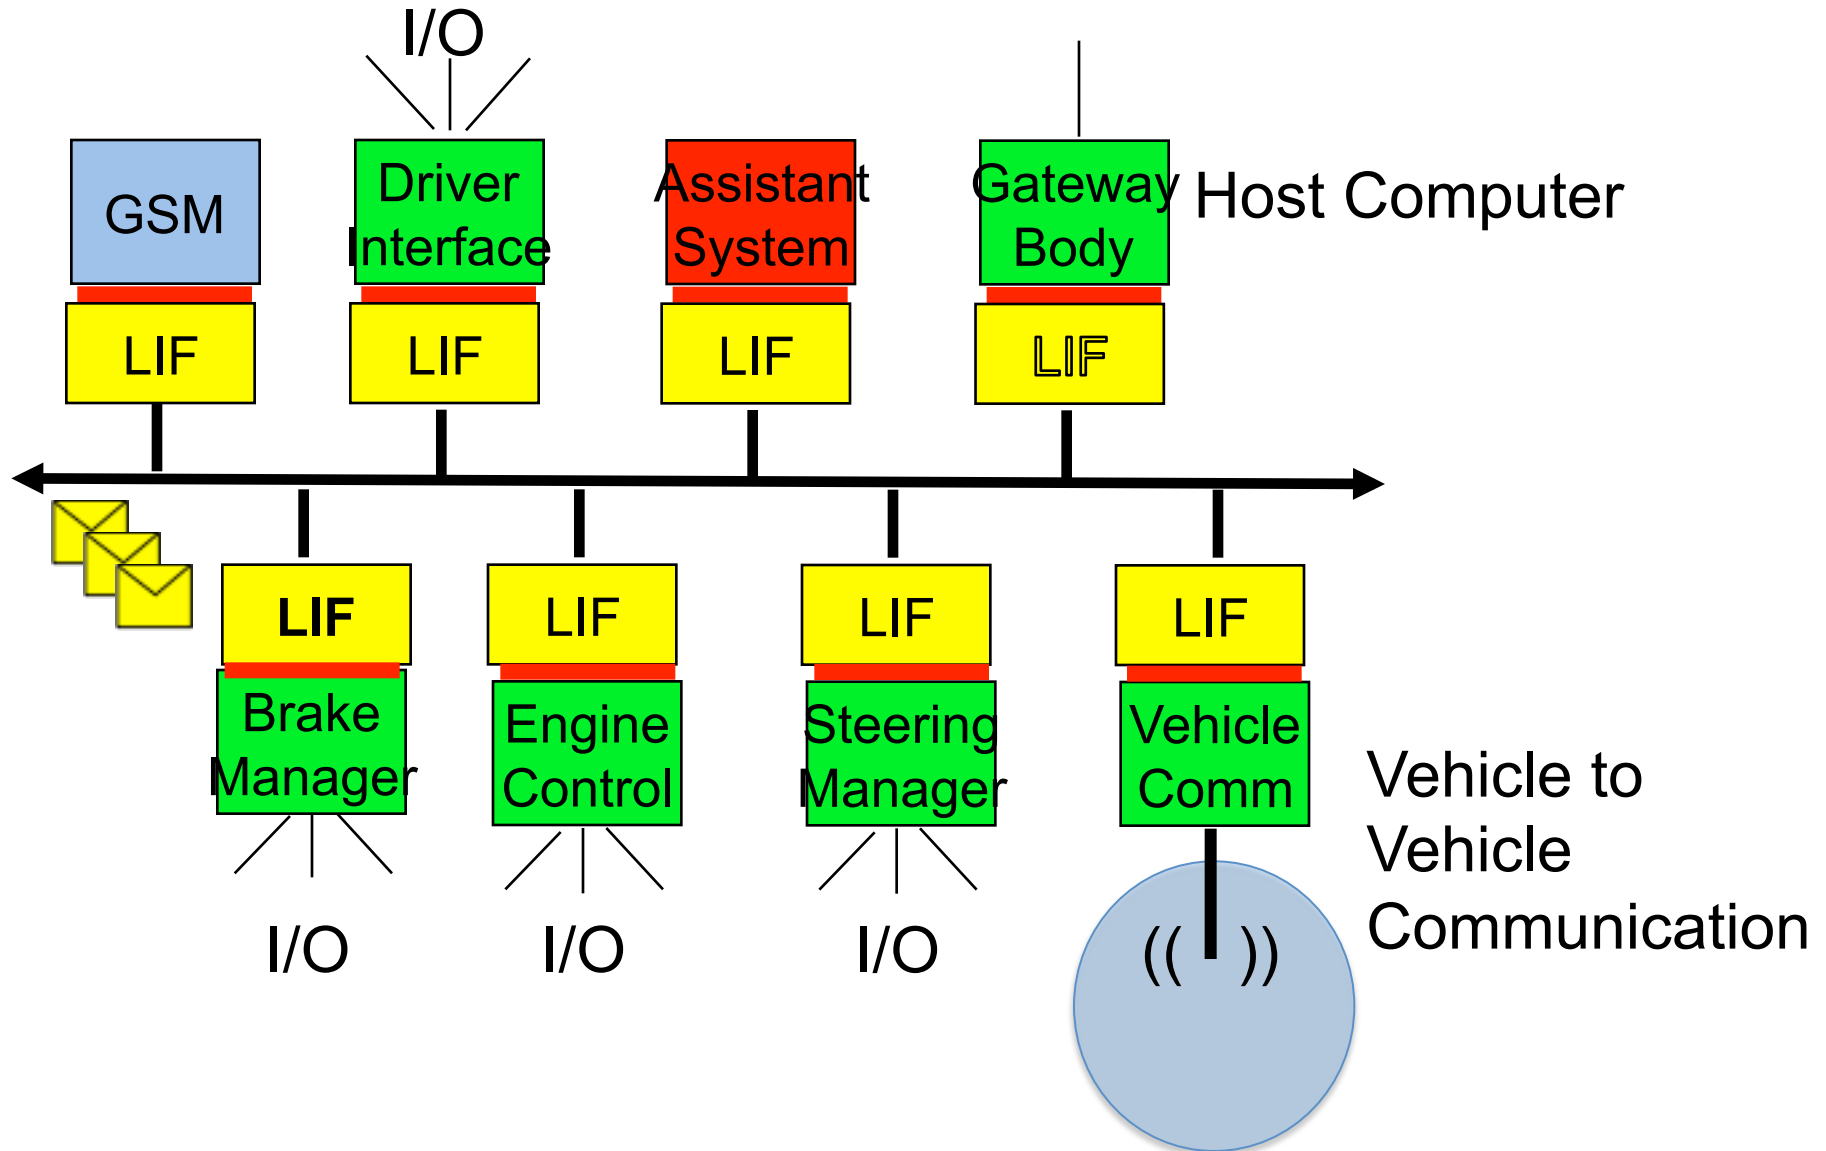 I/O
GSM
Driver
Interface
Assistant
System
Gateway
Body
Host Computer
LIF
LIF
LIF
LIF
LIF
LIF
LIF
LIF
Brake
Manager
Engine
Control
Steering
Manager
Vehicle
Comm
Vehicle to
Vehicle
Communication
I/O
I/O
I/O
(( ))